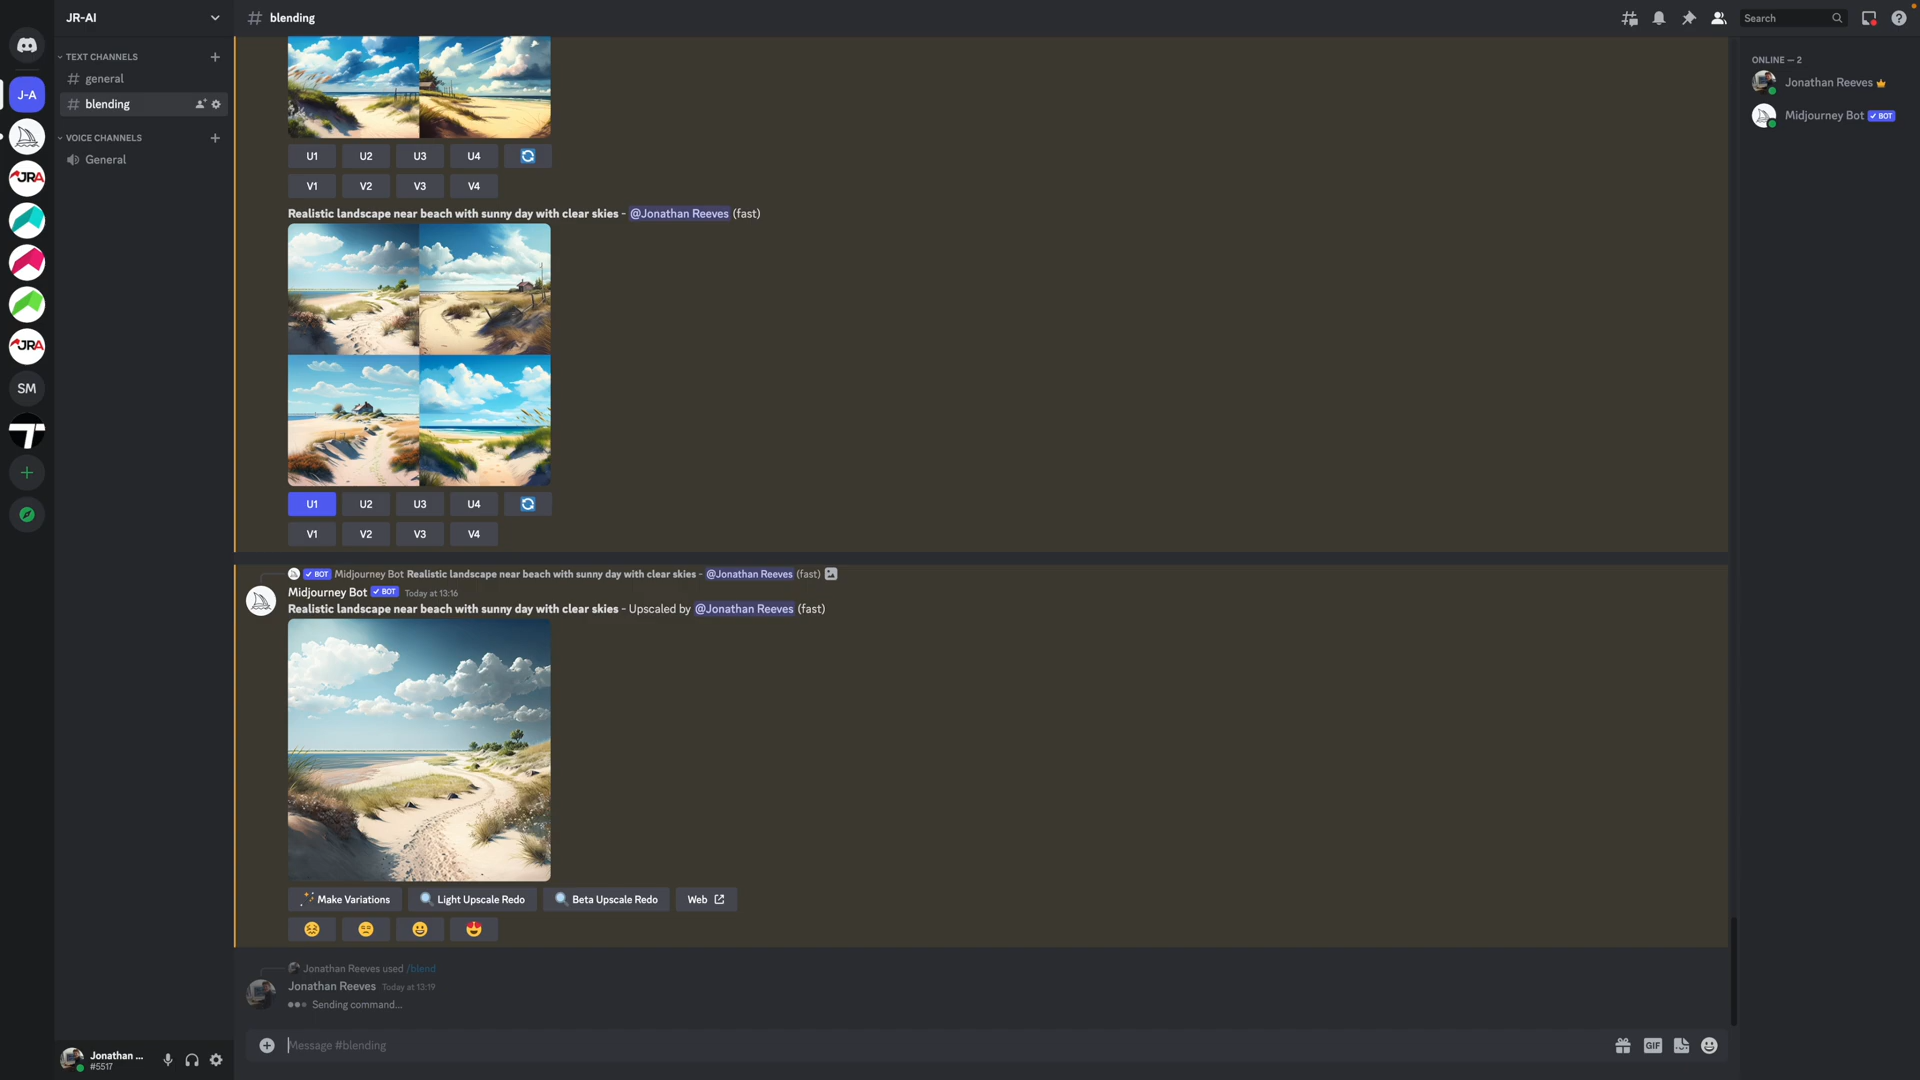 JR-AI
blending
Search
TEXT CHANNELS
general
blending
VOICE CHANNELS
General
J-A
JRA
JRA
SM
U1 U2 U3 U4
V1 V2 V3 V4
Realistic landscape near beach with sunny day with clear skies - @Jonathan Reeves (fast)
U1 U2 U3 U4
V1 V2 V3 V4
BOT Midjourney Bot Realistic landscape near beach with sunny day with clear skies - @Jonathan Reeves (fast)
Midjourney Bot BOT Today at 13:16
Realistic landscape near beach with sunny day with clear skies - Upscaled by @Jonathan Reeves (fast)
Make Variations Light Upscale Redo Beta Upscale Redo Web
Jonathan Reeves used /blend
Jonathan Reeves Today at 13:19
Sending command...
Message #blending
GIF
Jonathan ...
#5517
ONLINE — 2
Jonathan Reeves
Midjourney Bot BOT